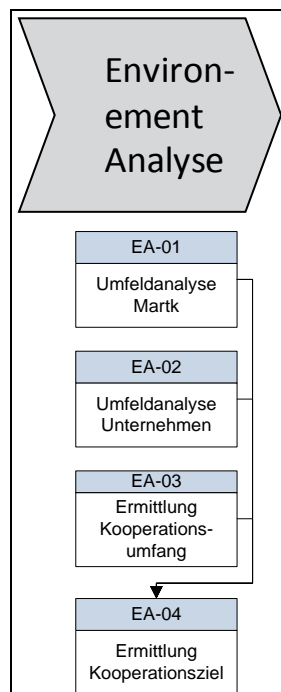 Environ-
ement
Analyse
EA-01
Umfeldanalyse
Martk
EA-02
Umfeldanalyse
Unternehmen
EA-03
Ermittlung
Kooperations-
umfang
EA-04
Ermittlung
Kooperationsziel